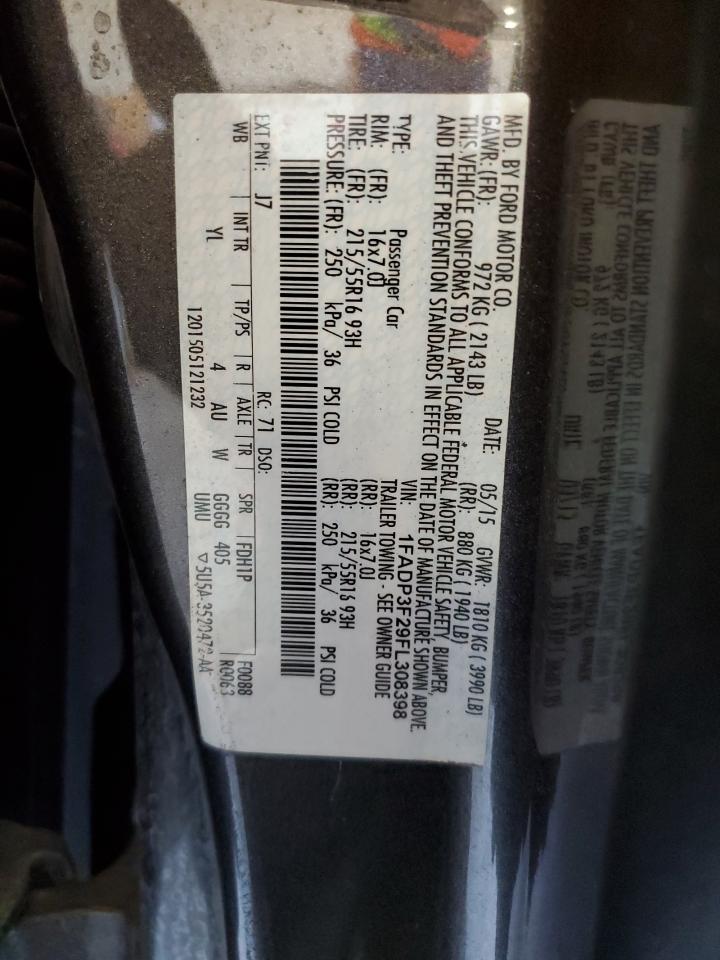 MFD. BY FORD MOTOR CO.
DATE: 05/15 GVWR: 1810 KG ( 3990 LB)
GAWR: (FR): 972 KG ( 2143 LB) (RR): 880 KG ( 1940 LB)
THIS VEHICLE CONFORMS TO ALL APPLICABLE FEDERAL MOTOR VEHICLE SAFETY, BUMPER,
AND THEFT PREVENTION STANDARDS IN EFFECT ON THE DATE OF MANUFACTURE SHOWN ABOVE.
VIN: 1FADP3F29FL308398
TYPE: Passenger Car TRAILER TOWING - SEE OWNER GUIDE
RIM: (FR): 16x7.0J (RR): 16x7.0J
TIRE: (FR): 215/55R16 93H (RR): 215/55R16 93H
PRESSURE: (FR): 250 kPa/ 36 PSI COLD (RR): 250 kPa/ 36 PSI COLD
EXT PNT: J7 RC: 71 DSO: F0088
WB INT TR TP/PS R AXLE TR SPR FDH1P R0063
YL 4 AU W GGGG 405
1201505121232 UMU